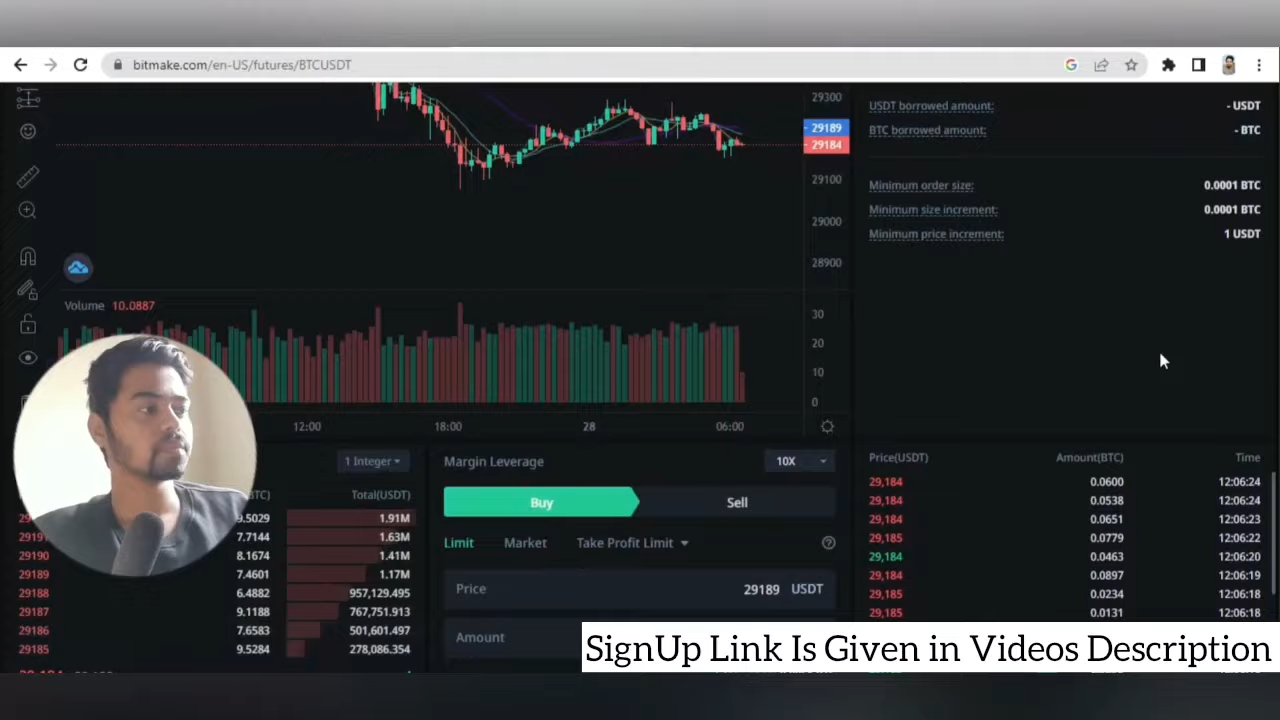 bitmake.com/en-US/futures/BTCUSDT
29300
29189
29184
29100
29000
28900
Volume 10.0887
30
20
10
0
12:00 18:00 28 06:00
USDT borrowed amount: - USDT
BTC borrowed amount: - BTC
Minimum order size: 0.0001 BTC
Minimum size increment: 0.0001 BTC
Minimum price increment: 1 USDT
1 Integer
BTC) Total(USDT)
9.5029 1.91M
7.7144 1.63M
29190 8.1674 1.41M
29189 7.4601 1.17M
29188 6.4882 957,129.495
29187 9.1188 767,751.913
29186 7.6583 501,601.497
29185 9.5284 278,086.354
Margin Leverage 10X
Buy Sell
Limit Market Take Profit Limit
Price 29189 USDT
Amount
Price(USDT) Amount(BTC) Time
29,184 0.0600 12:06:24
29,184 0.0538 12:06:24
29,184 0.0651 12:06:23
29,185 0.0779 12:06:22
29,184 0.0463 12:06:20
29,184 0.0897 12:06:19
29,185 0.0234 12:06:18
29,185 0.0131 12:06:18
SignUp Link Is Given in Videos Description